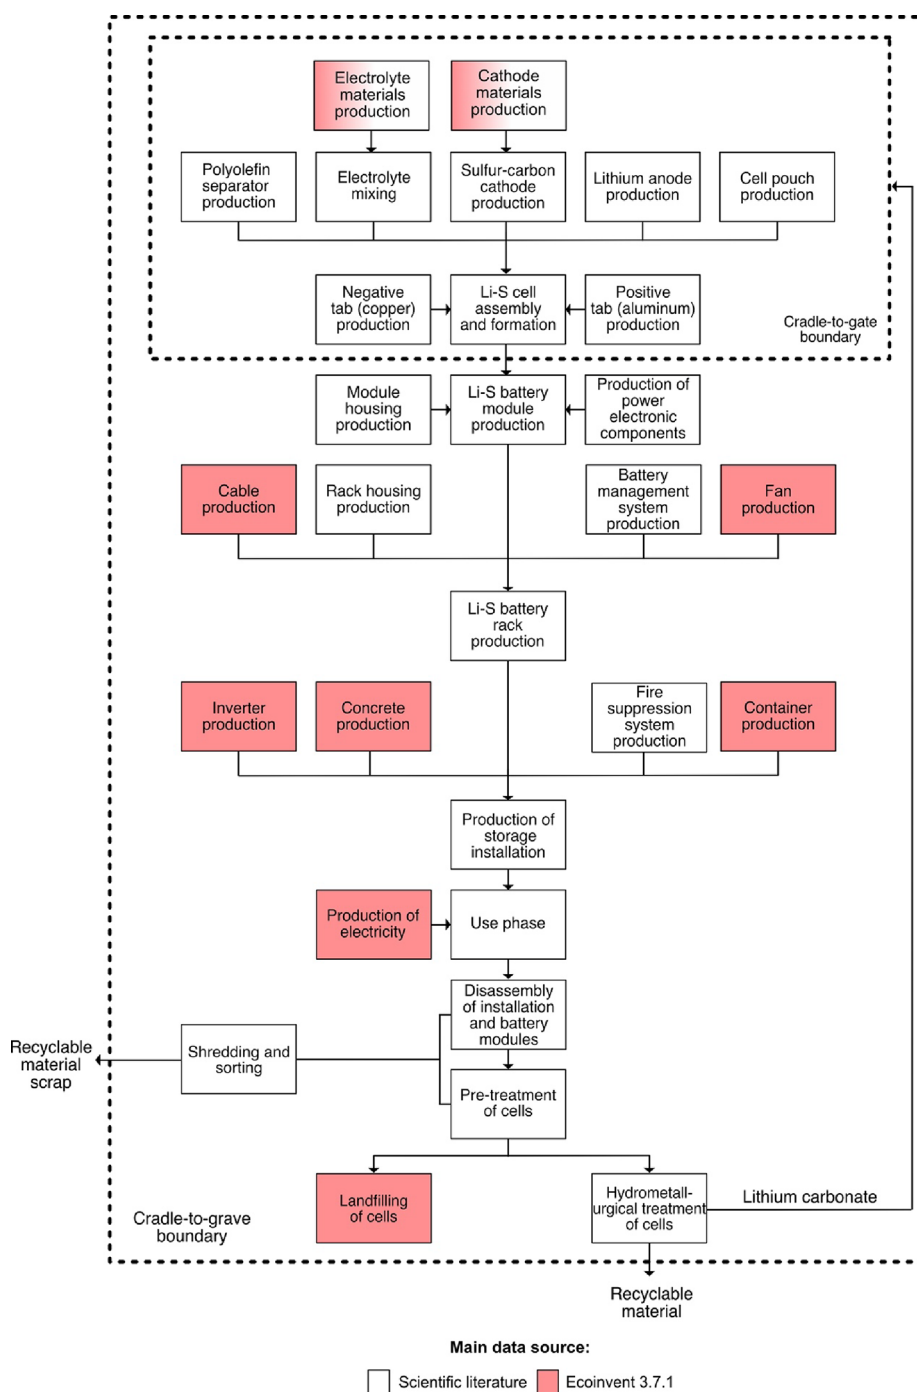 Electrolyte
materials
production
Cathode
materials
production
Polyolefin
separator
production
Electrolyte
mixing
Sulfur-carbon
cathode
production
Lithium anode
production
Cell pouch
production
Negative
tab (copper)
production
Li-S cell
assembly
and formation
Positive
tab (aluminum)
production
Cradle-to-gate
boundary
Module
housing
production
Li-S battery
module
production
Production of
power
electronic
components
Cable
production
Rack housing
production
Battery
management
system
production
Fan
production
Li-S battery
rack
production
Inverter
production
Concrete
production
Fire
suppression
system
production
Container
production
Production of
storage
installation
Production of
electricity
Use phase
Disassembly
of installation
and battery
modules
Recyclable
material
scrap
Shredding and
sorting
Pre-treatment
of cells
Landfilling
of cells
Hydrometall-
urgical treatment
of cells
Lithium carbonate
Cradle-to-grave
boundary
Recyclable
material
Main data source:
Scientific literature
Ecoinvent 3.7.1